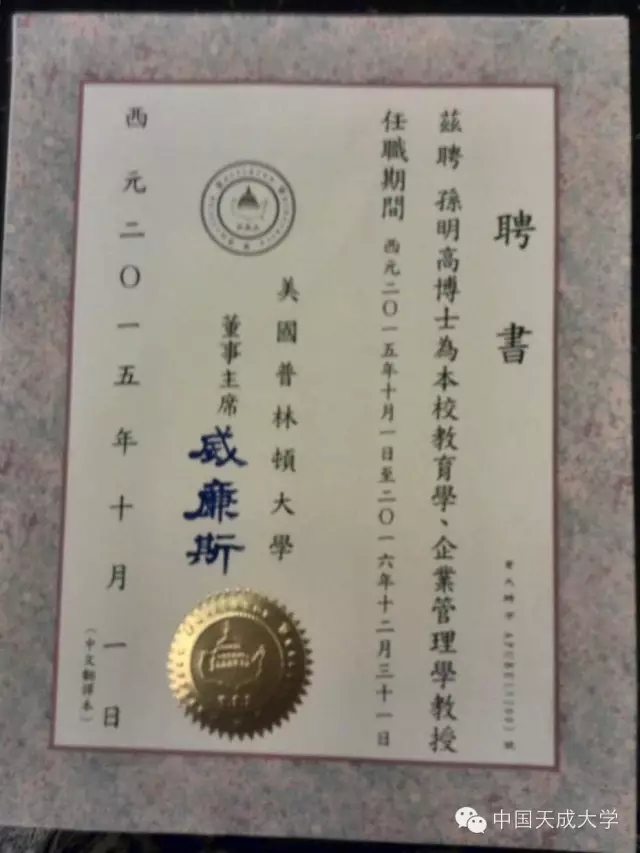 聘書
茲聘 孫明高博士為本校教育學、企業管理學教授
任職期間 西元二〇一五年十月一日至二〇一六年十二月三十一日
美國普林頓大學
董事主席 威廉斯
西元二〇一五年十月一日
(中文翻譯本)
中国天成大学